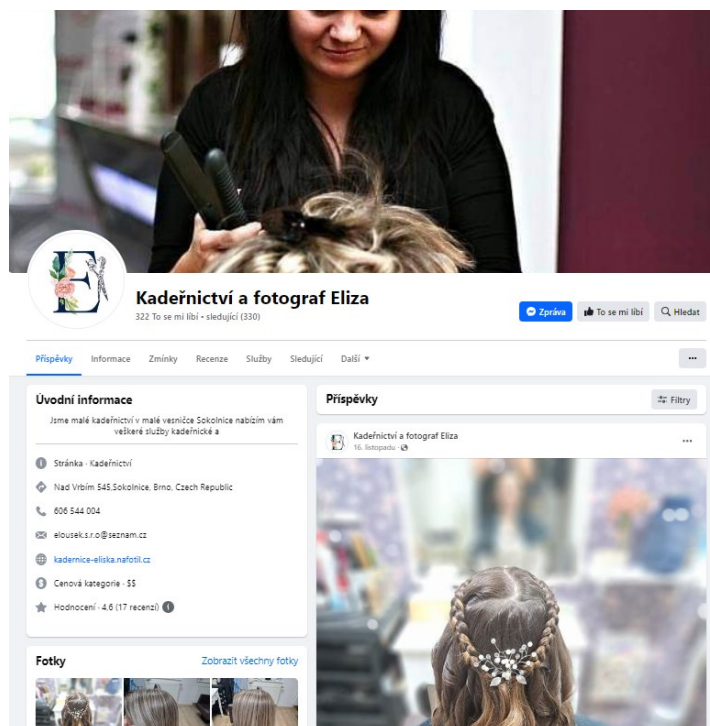 E
Kadeřnictví a fotograf Eliza
322 To se mi líbí • sledující (330)
Zpráva
To se mi líbí
Hledat
Příspěvky
Informace
Zmínky
Recenze
Služby
Sledující
Další
Úvodní informace
Jsme malé kadeřnictví v malé vesničce Sokolnice nabízím vám
veškeré služby kadeřnické a
Stránka · Kadeřnictví
Nad Vrbím 545,Sokolnice, Brno, Czech Republic
606 544 004
elousek.s.r.o@seznam.cz
kadernice-eliska.nafotil.cz
Cenová kategorie · $$
Hodnocení · 4,6 (17 recenzí)
Fotky
Zobrazit všechny fotky
Příspěvky
Filtry
Kadeřnictví a fotograf Eliza
16. listopadu ·